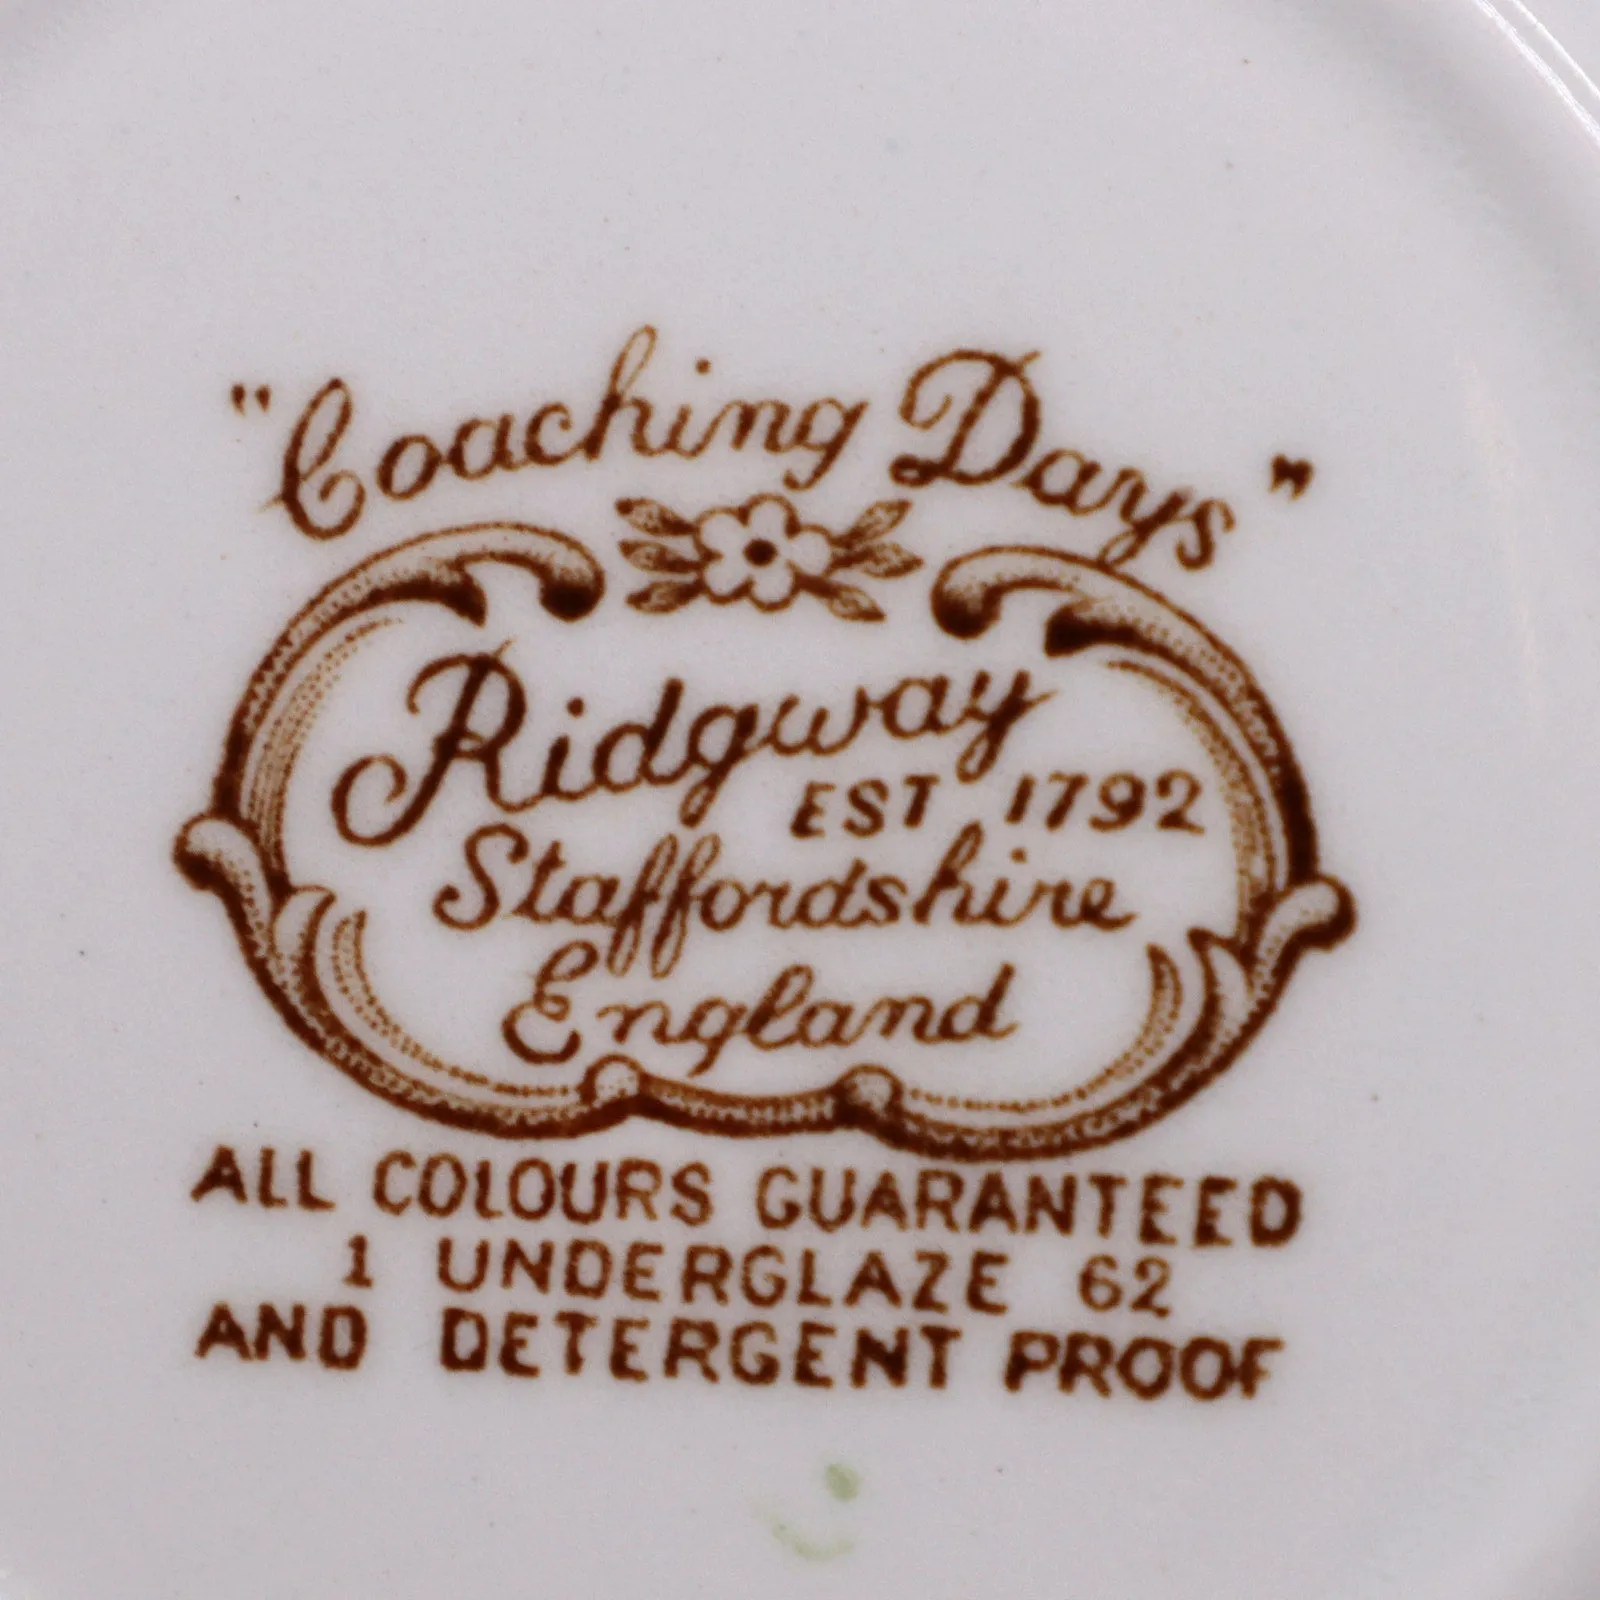 "Coaching Days"
Ridgway
EST 1792
Staffordshire
England
ALL COLOURS GUARANTEED
1 UNDERGLAZE 62
AND DETERGENT PROOF